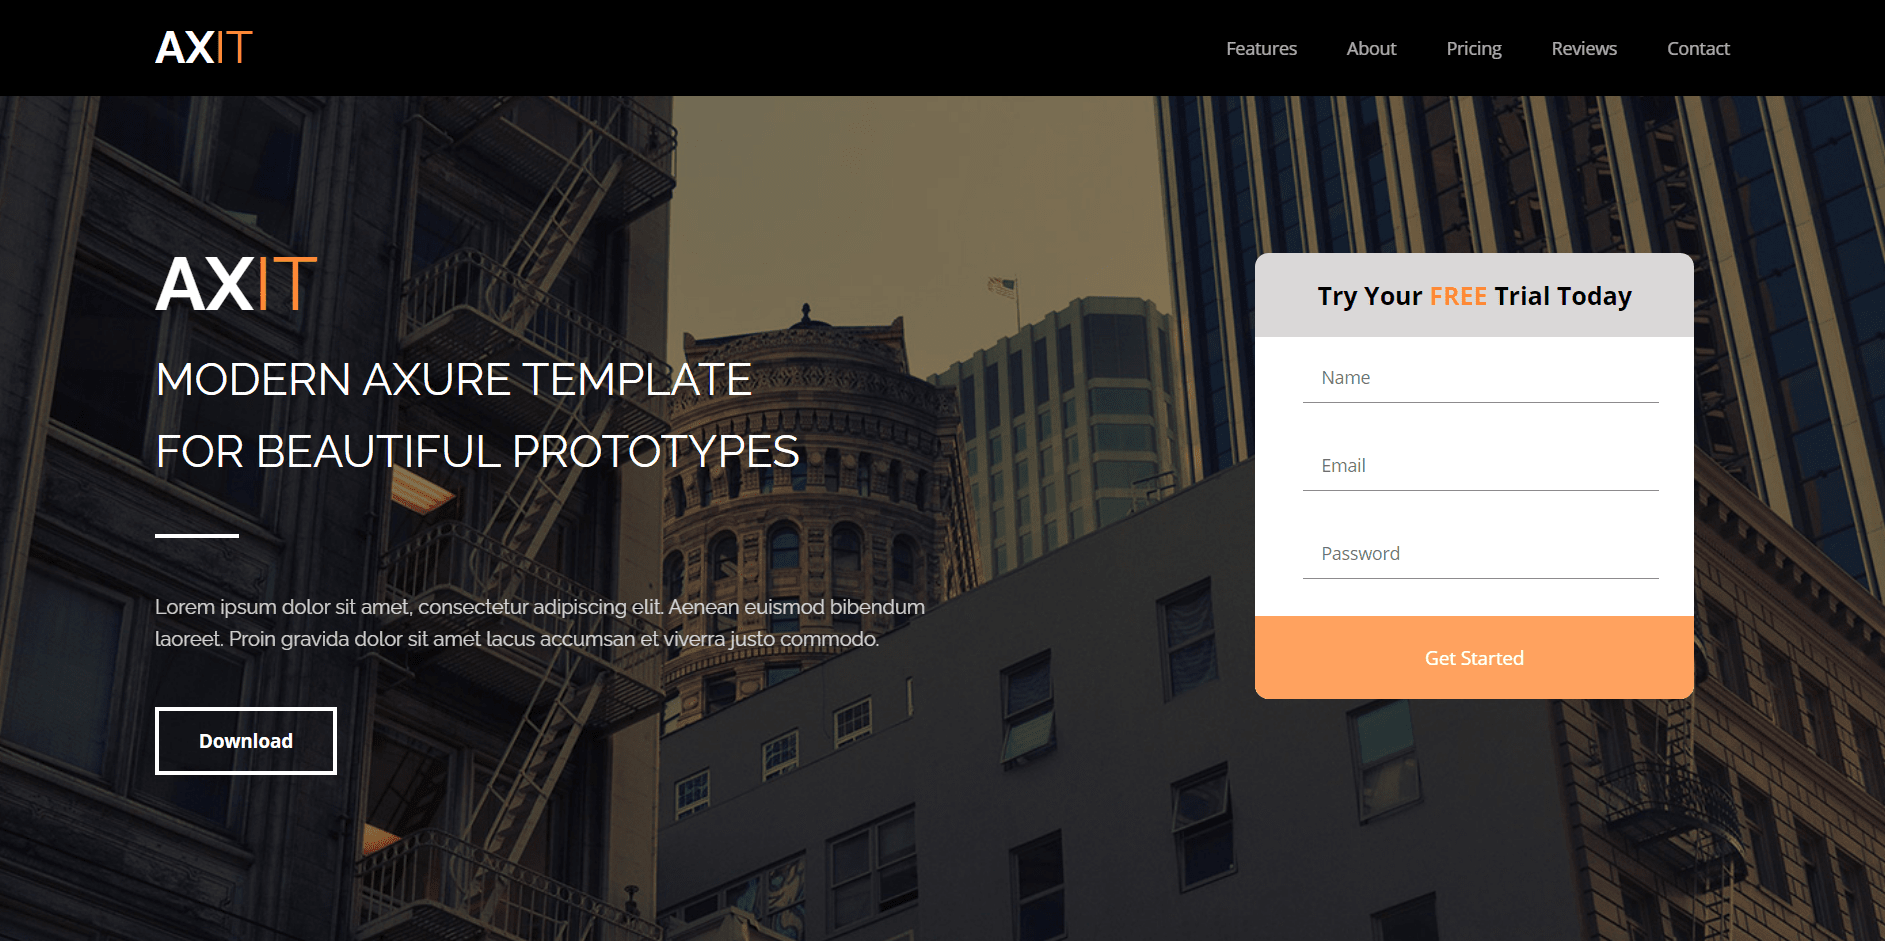 AXIT
Features About Pricing Reviews Contact
AXIT
MODERN AXURE TEMPLATE
FOR BEAUTIFUL PROTOTYPES
Lorem ipsum dolor sit amet, consectetur adipiscing elit. Aenean euismod bibendum
laoreet. Proin gravida dolor sit amet lacus accumsan et viverra justo commodo.
Download
Try Your FREE Trial Today
Name
Email
Password
Get Started